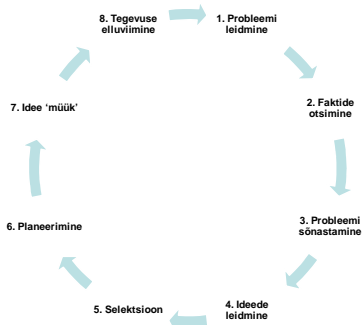 1. Probleemi
leidmine
2. Faktide
otsimine
3. Probleemi
sõnastamine
4. Ideede
leidmine
5. Selektsioon
6. Planeerimine
7. Idee ‘müük’
8. Tegevuse
elluviimine